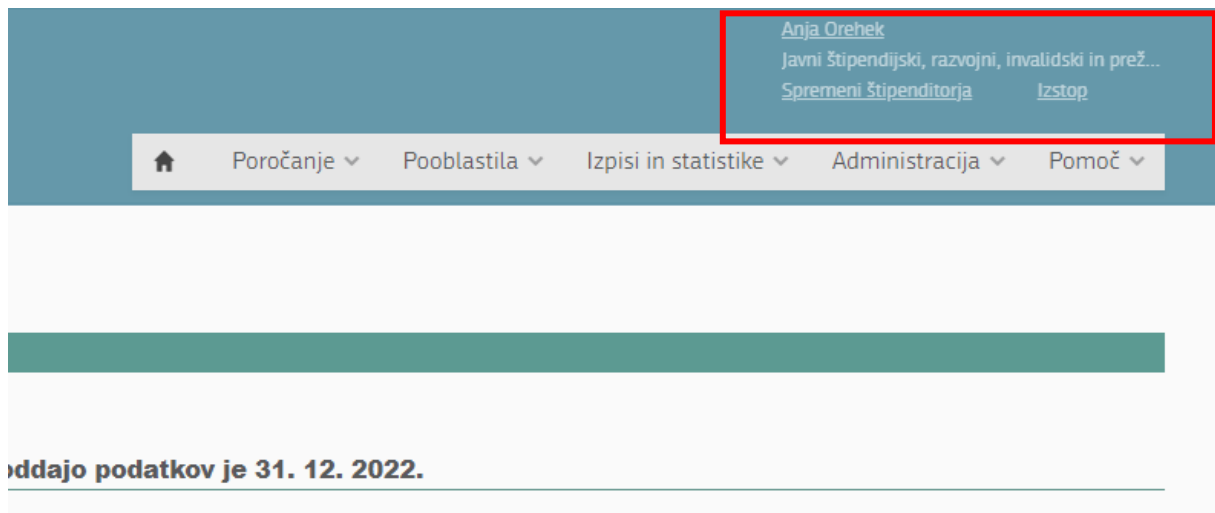 Anja Orehek
Javni štipendijski, razvojni, invalidski in prež...
Spremeni štipenditorja Izstop
Poročanje Pooblastila Izpisi in statistike Administracija Pomoč
oddajo podatkov je 31. 12. 2022.